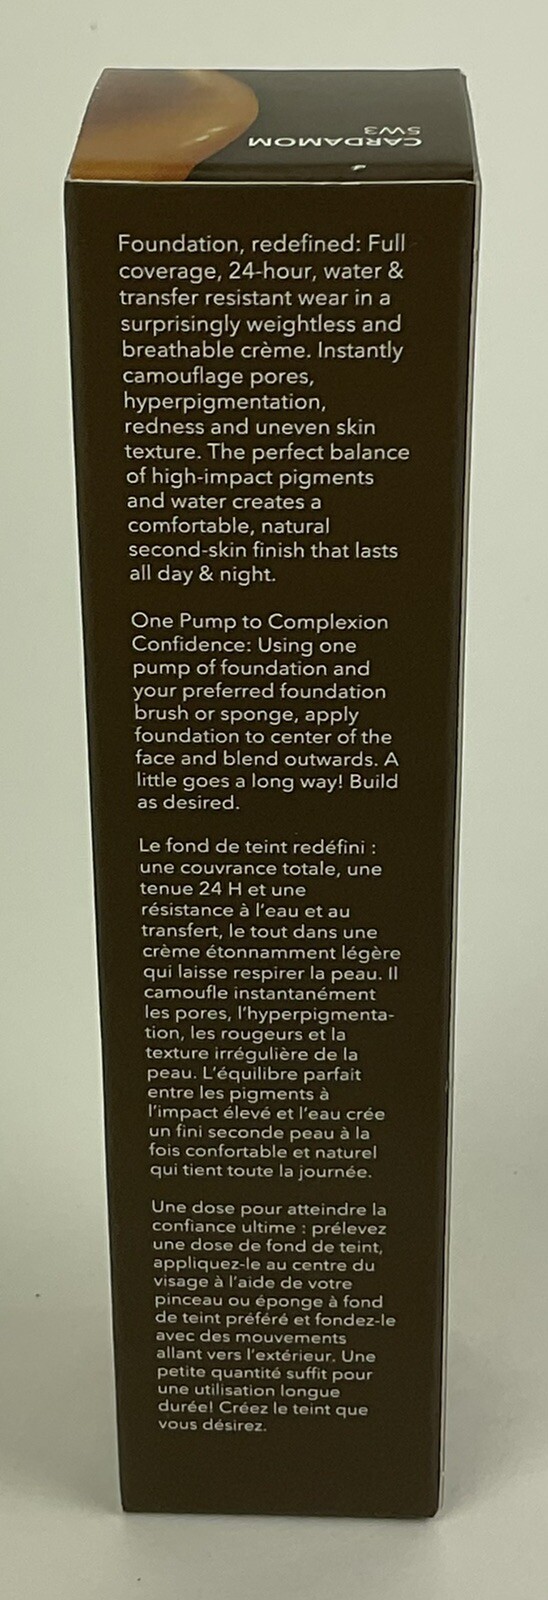 CARDAMOM
5W3
Foundation, redefined: Full
coverage, 24-hour, water &
transfer resistant wear in a
surprisingly weightless and
breathable crème. Instantly
camouflage pores,
hyperpigmentation,
redness and uneven skin
texture. The perfect balance
of high-impact pigments
and water creates a
comfortable, natural
second-skin finish that lasts
all day & night.
One Pump to Complexion
Confidence: Using one
pump of foundation and
your preferred foundation
brush or sponge, apply
foundation to center of the
face and blend outwards. A
little goes a long way! Build
as desired.
Le fond de teint redéfini :
une couvrance totale, une
tenue 24 H et une
résistance à l'eau et au
transfert, le tout dans une
crème étonnamment légère
qui laisse respirer la peau. Il
camoufle instantanément
les pores, l'hyperpigmenta-
tion, les rougeurs et la
texture irrégulière de la
peau. L'équilibre parfait
entre les pigments à
l'impact élevé et l'eau crée
un fini seconde peau à la
fois confortable et naturel
qui tient toute la journée.
Une dose pour atteindre la
confiance ultime : prélevez
une dose de fond de teint,
appliquez-le au centre du
visage à l'aide de votre
pinceau ou éponge à fond
de teint préféré et fondez-le
avec des mouvements
allant vers l'extérieur. Une
petite quantité suffit pour
une utilisation longue
durée! Créez le teint que
vous désirez.